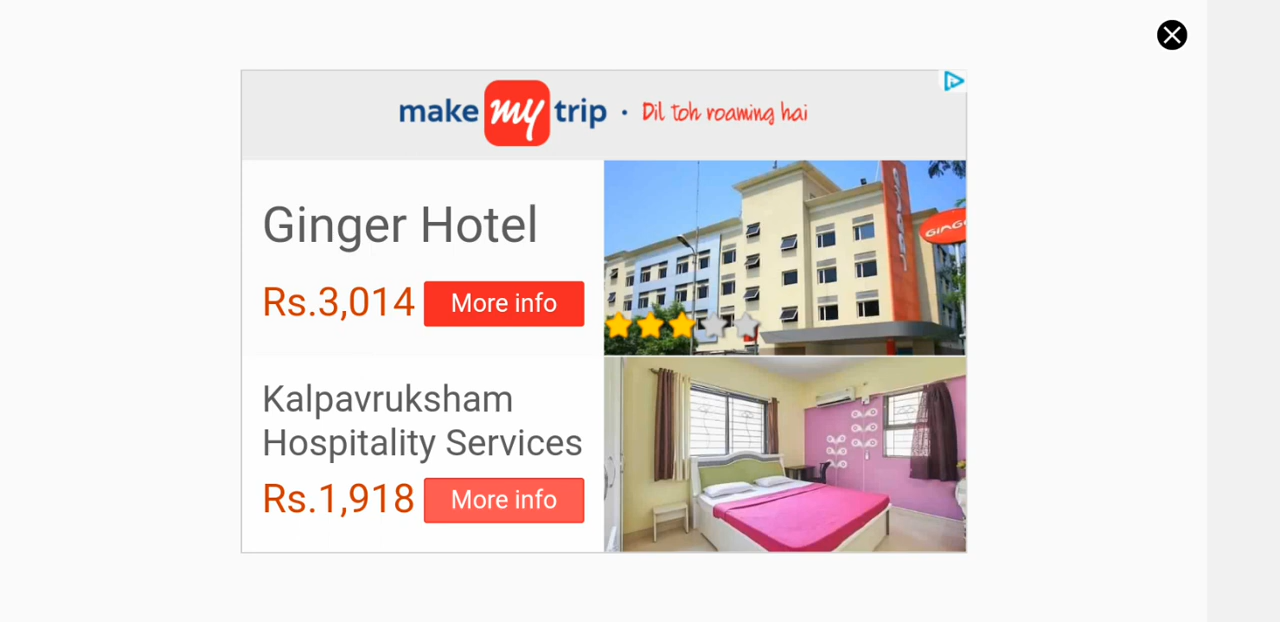 make my trip · Dil toh roaming hai
Ginger Hotel
Rs.3,014 More info
GINGER
Kalpavruksham
Hospitality Services
Rs.1,918 More info